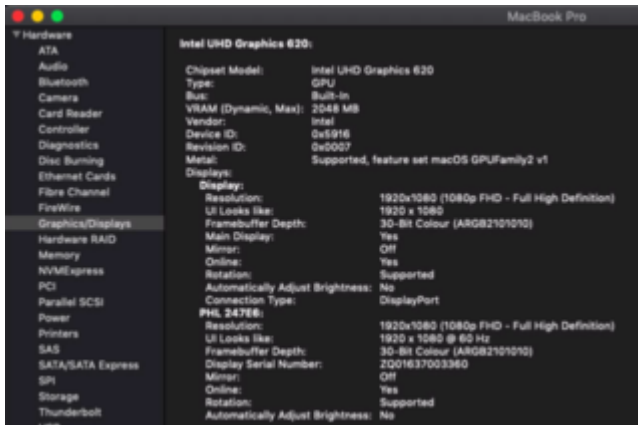 MacBook Pro
Hardware
ATA
Audio
Bluetooth
Camera
Card Reader
Controller
Diagnostics
Disc Burning
Ethernet Cards
Fibre Channel
FireWire
Graphics/Displays
Hardware RAID
Memory
NVMExpress
PCI
Parallel SCSI
Power
Printers
SAS
SATA/SATA Express
SPI
Storage
Thunderbolt
Intel UHD Graphics 620:
Chipset Model: Intel UHD Graphics 620
Type: GPU
Bus: Built-In
VRAM (Dynamic, Max): 2048 MB
Vendor: Intel
Device ID: 0x5916
Revision ID: 0x0007
Metal: Supported, feature set macOS GPUFamily2 v1
Displays:
Display:
Resolution: 1920x1080 (1080p FHD - Full High Definition)
UI Looks like: 1920 x 1080
Framebuffer Depth: 30-Bit Colour (ARGB2101010)
Main Display: Yes
Mirror: Off
Online: Yes
Rotation: Supported
Automatically Adjust Brightness: No
Connection Type: DisplayPort
PHL 247E6:
Resolution: 1920x1080 (1080p FHD - Full High Definition)
UI Looks like: 1920 x 1080 @ 60 Hz
Framebuffer Depth: 30-Bit Colour (ARGB2101010)
Display Serial Number: ZQ01637003360
Mirror: Off
Online: Yes
Rotation: Supported
Automatically Adjust Brightness: No